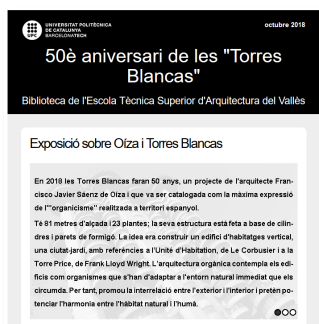 UNIVERSITAT POLITÈCNICA
DE CATALUNYA
BARCELONATECH
UPC
octubre 2018
50è aniversari de les "Torres
Blancas"
Biblioteca de l'Escola Tècnica Superior d'Arquitectura del Vallès
Exposició sobre Oíza i Torres Blancas
En 2018 les Torres Blancas faran 50 anys, un projecte de l'arquitecte Fran-
cisco Javier Sáenz de Oiza i que va ser catalogada com la màxima expressió
de l'"organicisme" realitzada a territori espanyol.
Té 81 metres d'alçada i 23 plantes; la seva estructura està feta a base de cilin-
dres i parets de formigó. La idea era construir un edifici d'habitatges vertical,
una ciutat-jardí, amb referències a l'Unité d'Habitation, de Le Corbusier i a la
Torre Price, de Frank Lloyd Wright. L'arquitectura orgànica contempla els edi-
ficis com organismes que s'han d'adaptar a l'entorn natural immediat que els
circumda. Per tant, promou la interrelació entre l'exterior i l'interior i pretén po-
tenciar l'harmonia entre l'hàbitat natural i l'humà.